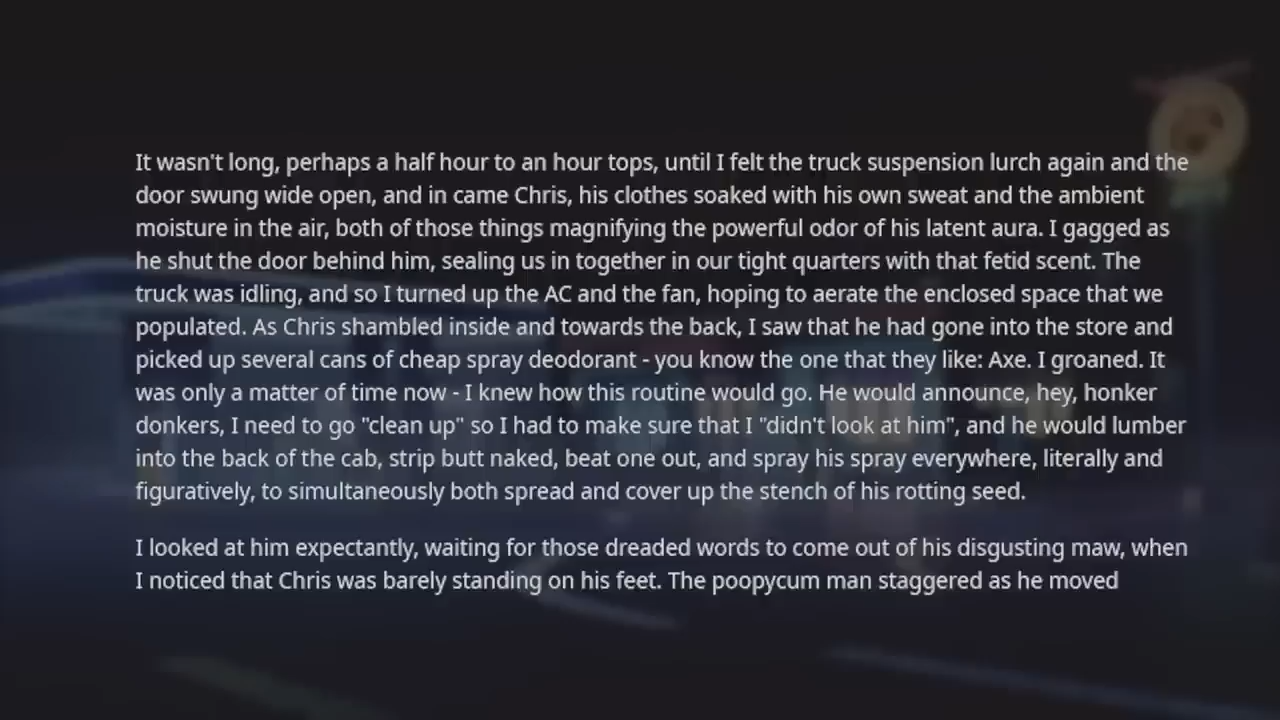 It wasn't long, perhaps a half hour to an hour tops, until I felt the truck suspension lurch again and the
door swung wide open, and in came Chris, his clothes soaked with his own sweat and the ambient
moisture in the air, both of those things magnifying the powerful odor of his latent aura. I gagged as
he shut the door behind him, sealing us in together in our tight quarters with that fetid scent. The
truck was idling, and so I turned up the AC and the fan, hoping to aerate the enclosed space that we
populated. As Chris shambled inside and towards the back, I saw that he had gone into the store and
picked up several cans of cheap spray deodorant - you know the one that they like: Axe. I groaned. It
was only a matter of time now - I knew how this routine would go. He would announce, hey, honker
donkers, I need to go "clean up" so I had to make sure that I "didn't look at him", and he would lumber
into the back of the cab, strip butt naked, beat one out, and spray his spray everywhere, literally and
figuratively, to simultaneously both spread and cover up the stench of his rotting seed.
I looked at him expectantly, waiting for those dreaded words to come out of his disgusting maw, when
I noticed that Chris was barely standing on his feet. The poopycum man staggered as he moved